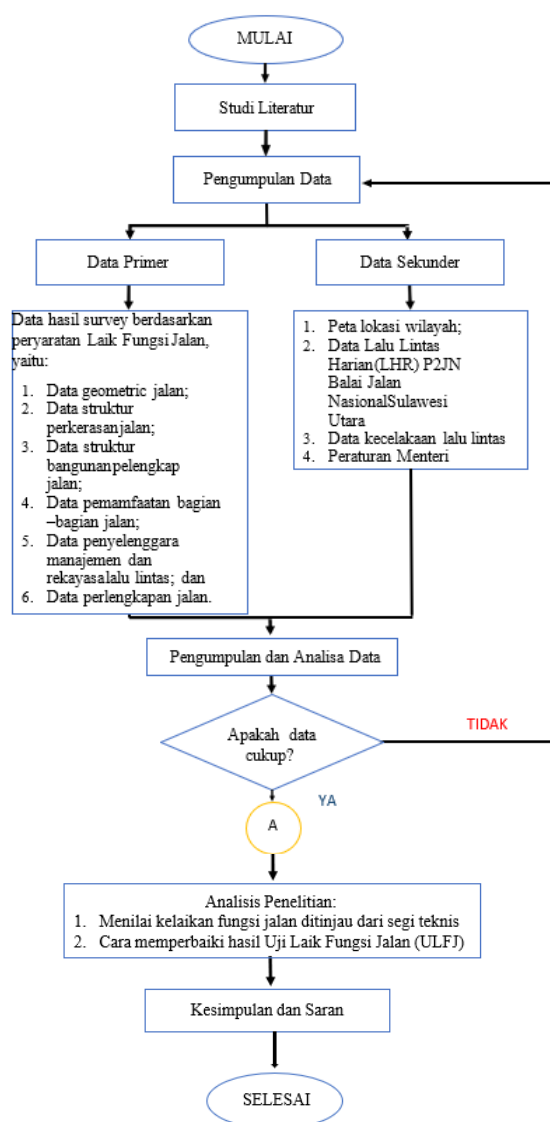 MULAI
Studi Literatur
Pengumpulan Data
Data Primer
Data Sekunder
Data hasil survey berdasarkan
peryaratan Laik Fungsi Jalan,
yaitu:
1. Data geometric jalan;
2. Data struktur
perkerasanjalan;
3. Data struktur
bangunanpelengkap
jalan;
4. Data pemamfaatan bagian
–bagian jalan;
5. Data penyelenggara
manajemen dan
rekayasalalu lintas; dan
6. Data perlengkapan jalan.
1. Peta lokasi wilayah;
2. Data Lalu Lintas
Harian(LHR) P2JN
Balai Jalan
NasionalSulawesi
Utara
3. Data kecelakaan lalu lintas
4. Peraturan Menteri
Pengumpulan dan Analisa Data
Apakah data
cukup?
TIDAK
YA
A
Analisis Penelitian:
1. Menilai kelaikan fungsi jalan ditinjau dari segi teknis
2. Cara memperbaiki hasil Uji Laik Fungsi Jalan (ULFJ)
Kesimpulan dan Saran
SELESAI